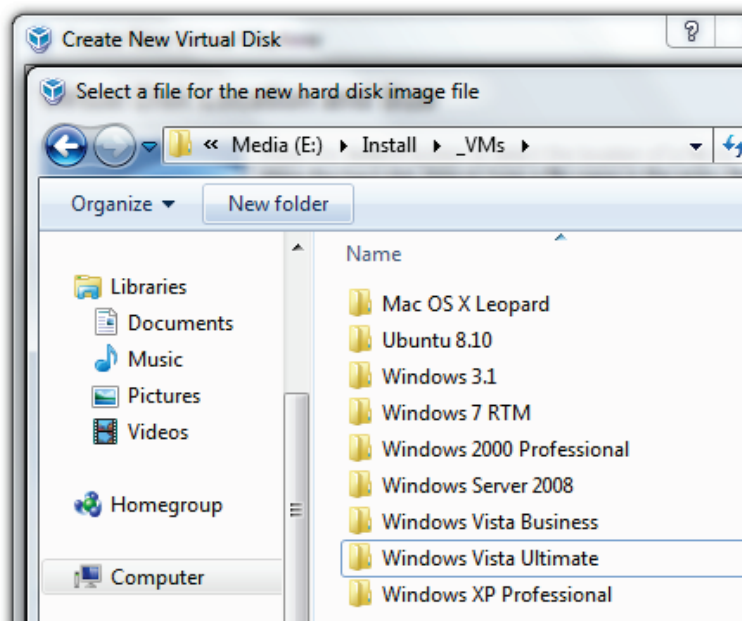 Create New Virtual Disk
?
Select a file for the new hard disk image file
« Media (E:) Install _VMs
Organize New folder
Name
Libraries
Documents
Music
Pictures
Videos
Homegroup
Computer
Mac OS X Leopard
Ubuntu 8.10
Windows 3.1
Windows 7 RTM
Windows 2000 Professional
Windows Server 2008
Windows Vista Business
Windows Vista Ultimate
Windows XP Professional